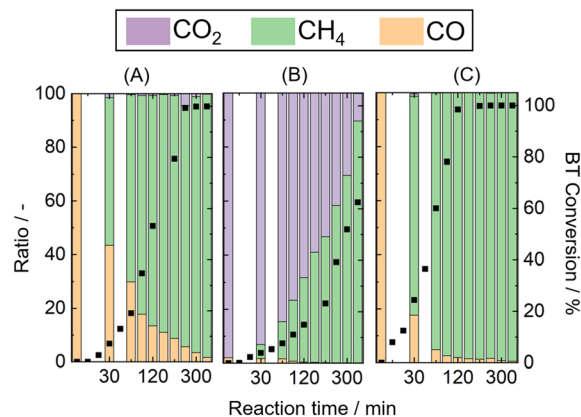 CO2 CH4 CO
(A) (B) (C)
100 100
80 80
60 60
40 40
20 20
0 0
30 120 300 30 120 300 30 120 300
Ratio / -
BT Conversion / %
Reaction time / min